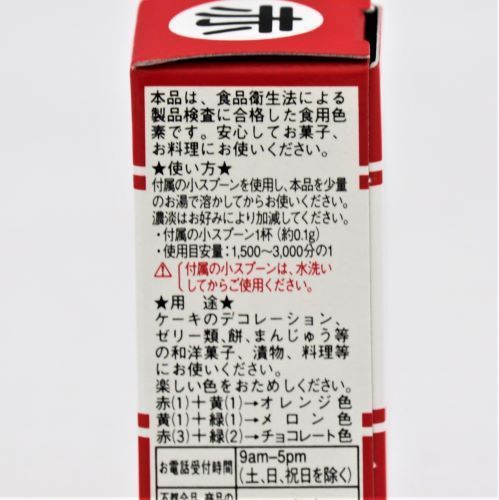 赤
本品は、食品衛生法による
製品検査に合格した食用色
素です。安心してお菓子、
お料理にお使いください。
★使い方★
付属の小スプーンを使用し、本品を少量
のお湯で溶かしてからお使いください。
濃淡はお好みにより加減してください。
・付属の小スプーン1杯（約0.1g）
・使用目安量：1,500〜3,000分の1
付属の小スプーンは、水洗い
してからご使用ください。
★用　途★
ケーキのデコレーション、
ゼリー類、餅、まんじゅう等
の和洋菓子、漬物、料理等
にお使いください。
楽しい色をおためしください。
赤(1)＋黄(1)→オレンジ色
黄(1)＋緑(1)→メロン色
赤(3)＋緑(2)→チョコレート色
お電話受付時間
9am–5pm
(土、日、祝日を除く)